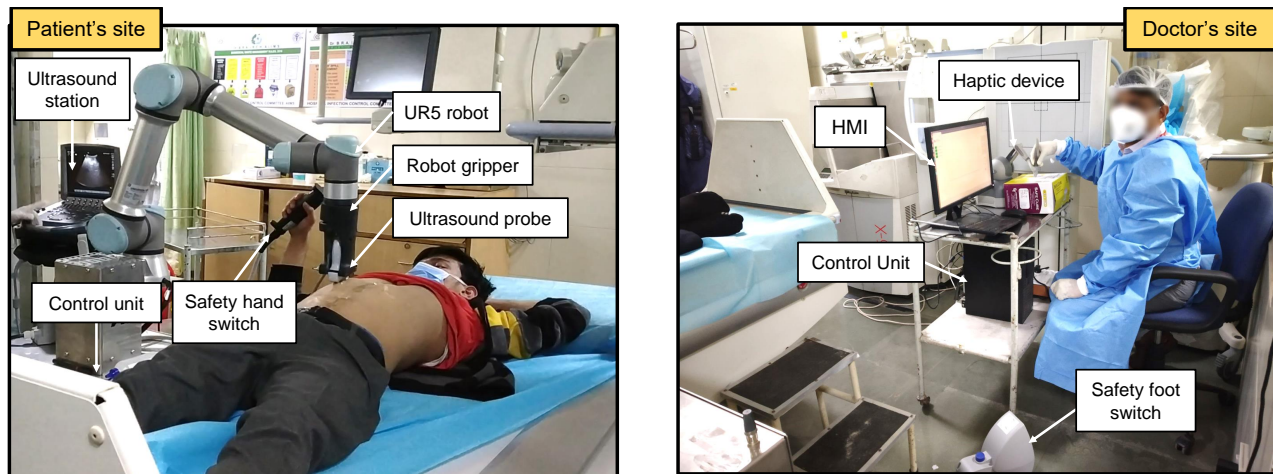 Patient's site
Ultrasound
station
UR5 robot
Robot gripper
Ultrasound probe
Control unit
Safety hand
switch
Doctor's site
Haptic device
HMI
Control Unit
Safety foot
switch